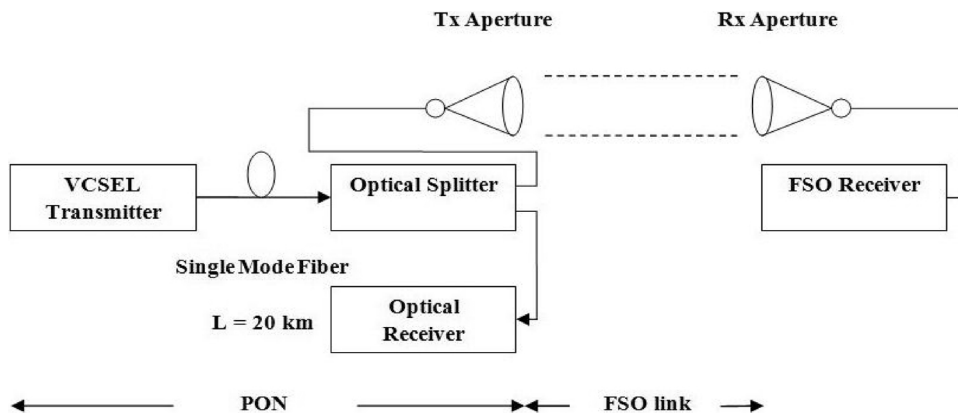 Tx Aperture
Rx Aperture
VCSEL
Transmitter
Optical Splitter
FSO Receiver
Single Mode Fiber
L = 20 km
Optical
Receiver
PON
FSO link